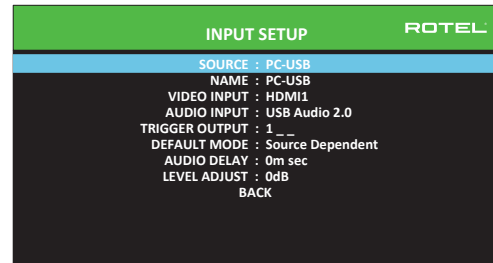 INPUT SETUP
ROTEL
SOURCE : PC-USB
NAME : PC-USB
VIDEO INPUT : HDMI1
AUDIO INPUT : USB Audio 2.0
TRIGGER OUTPUT : 1 _ _
DEFAULT MODE : Source Dependent
AUDIO DELAY : 0m sec
LEVEL ADJUST : 0dB
BACK